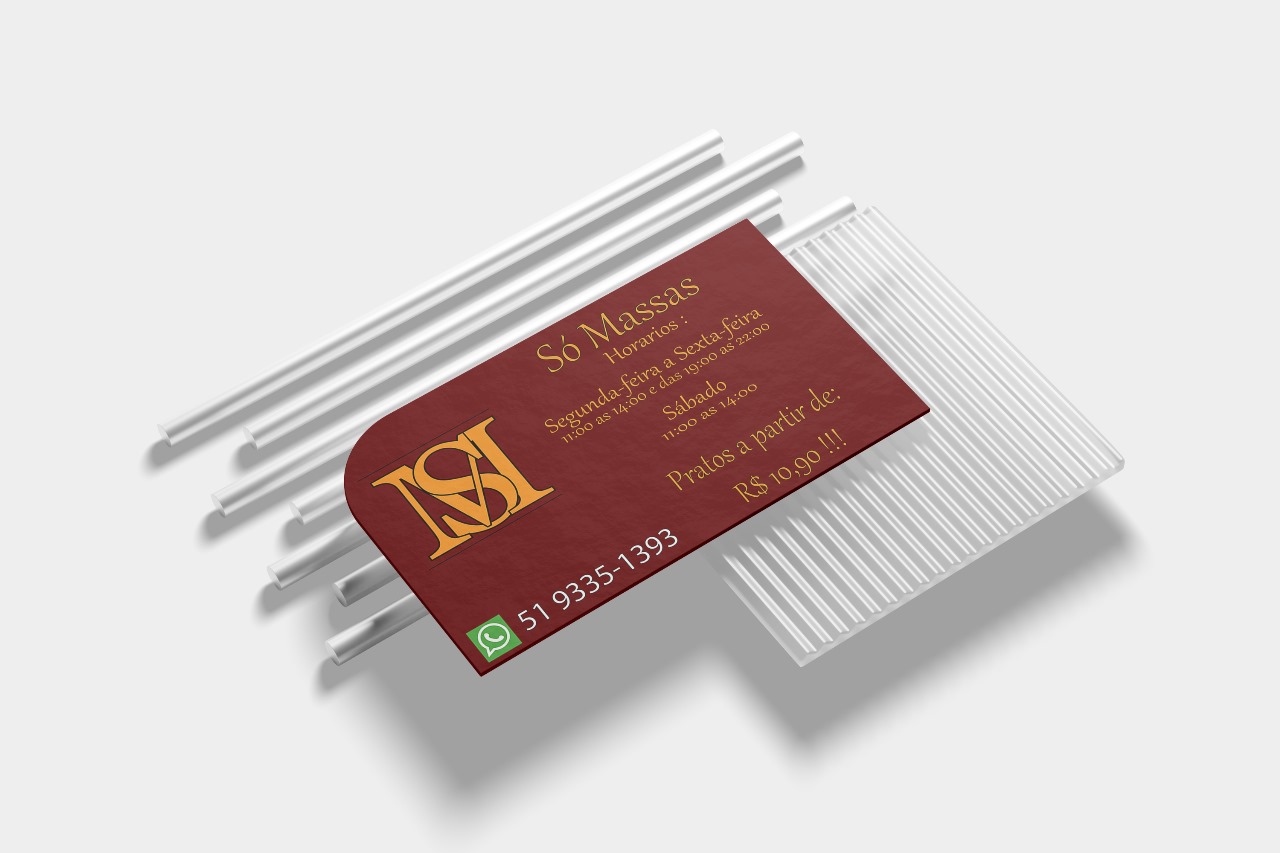 Só Massas
Horarios :
Segunda-feira a Sexta-feira
11:00 as 14:00 e das 19:00 as 22:00
Sábado
11:00 as 14:00
Pratos a partir de:
R$ 10,90 !!!
SM
51 9335-1393